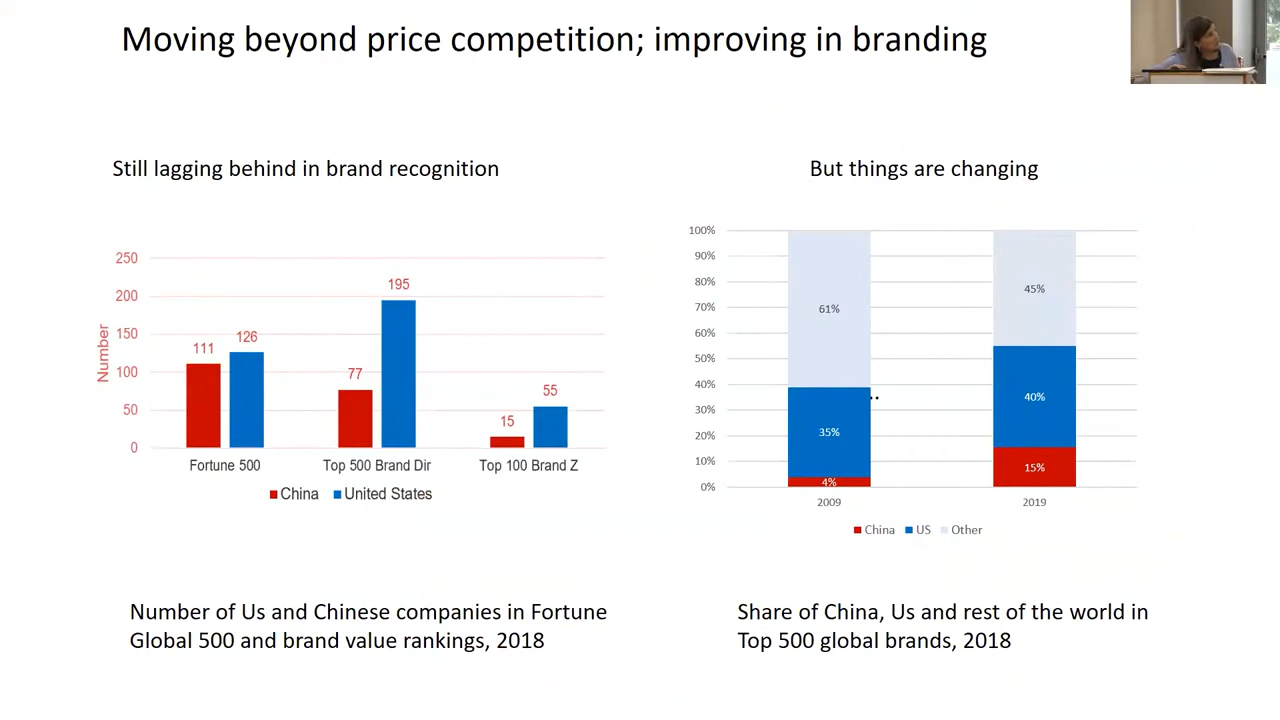 Moving beyond price competition; improving in branding
Still lagging behind in brand recognition
250
200
150
100
50
0
Number
111
126
77
195
15
55
Fortune 500
Top 500 Brand Dir
Top 100 Brand Z
China
United States
Number of Us and Chinese companies in Fortune
Global 500 and brand value rankings, 2018
But things are changing
100%
90%
80%
70%
60%
50%
40%
30%
20%
10%
0%
61%
35%
4%
45%
40%
15%
2009
2019
China
US
Other
Share of China, Us and rest of the world in
Top 500 global brands, 2018